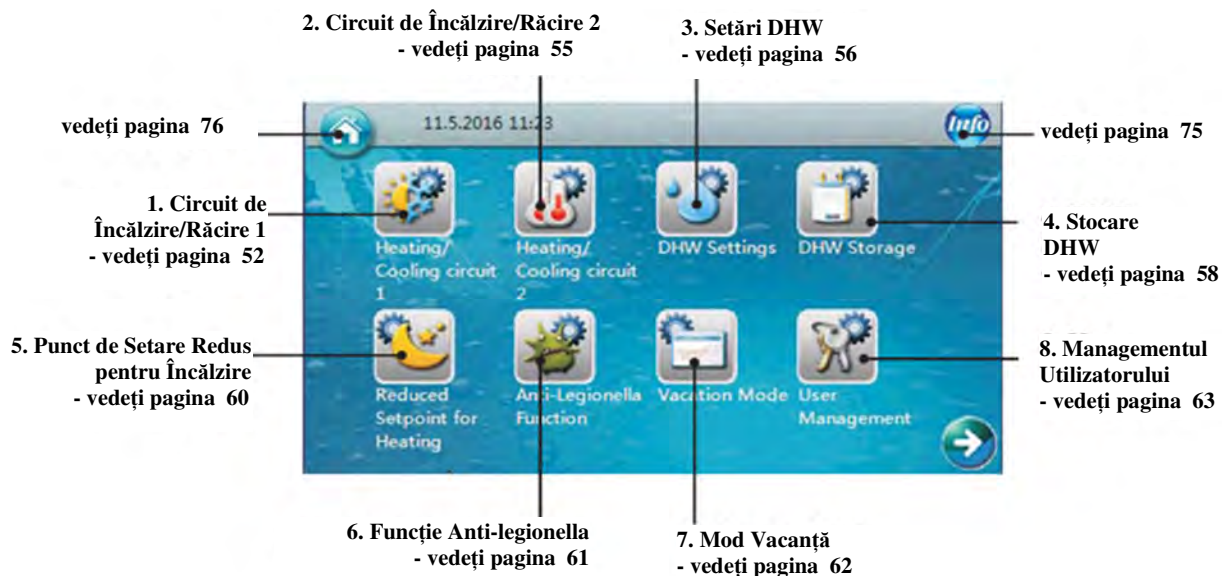 2. Circuit de Încălzire/Răcire 2
- vedeți pagina 55
3. Setări DHW
- vedeți pagina 56
vedeți pagina 76
11.5.2016 11:23
Info
vedeți pagina 75
1. Circuit de
Încălzire/Răcire 1
- vedeți pagina 52
Heating/
Cooling circuit
1
Heating/
Cooling circuit
2
DHW Settings
DHW Storage
4. Stocare
DHW
- vedeți pagina 58
5. Punct de Setare Redus
pentru Încălzire
- vedeți pagina 60
Reduced
Setpoint for
Heating
Anti-Legionella
Function
Vacation Mode
User
Management
8. Managementul
Utilizatorului
- vedeți pagina 63
6. Funcție Anti-legionella
- vedeți pagina 61
7. Mod Vacanță
- vedeți pagina 62